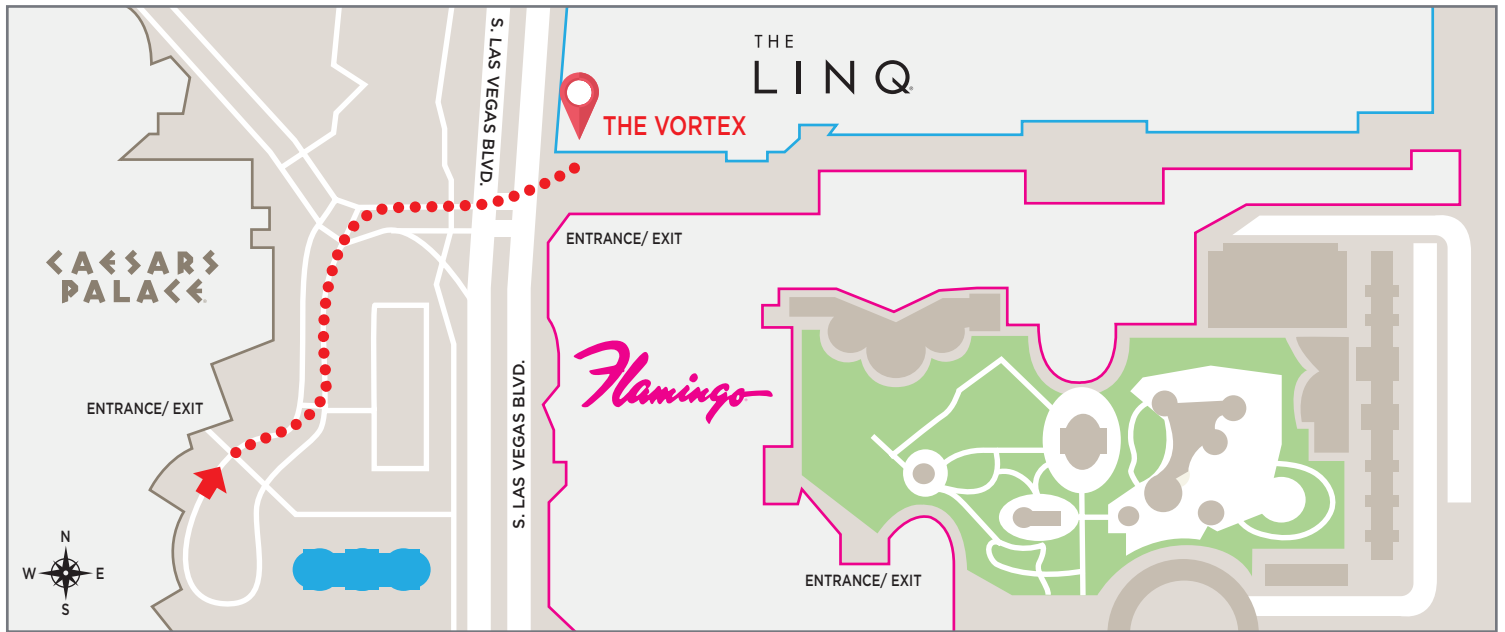 S. LAS VEGAS BLVD.
THE
LINQ
THE VORTEX
ENTRANCE/ EXIT
CAESARS
PALACE
Flamingo
ENTRANCE/ EXIT
S. LAS VEGAS BLVD.
N
W E
S
ENTRANCE/ EXIT